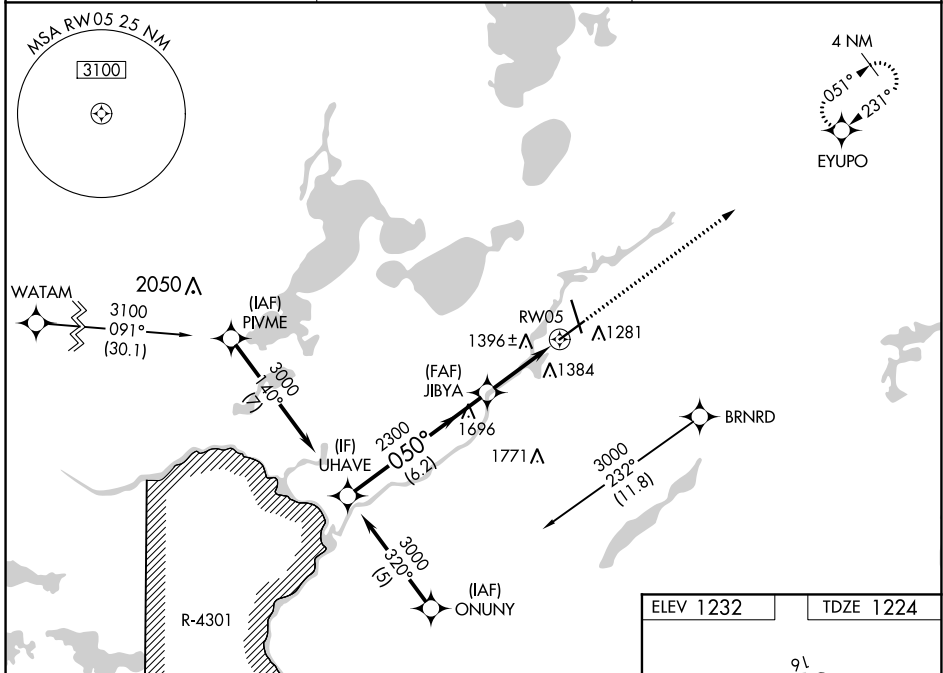 MSA RW05 25 NM
3100
4 NM
051°
231°
EYUPO
WATAM
3100
091°
(30.1)
2050
(IAF)
PIVME
3000
140°
(7)
RW05
1396±
1281
1384
(FAF)
JIBYA
1696
1771
2300
050°
(6.2)
(IF)
UHAVE
BRNRD
3000
232°
(11.8)
3000
320°
(5)
(IAF)
ONUNY
R-4301
ELEV 1232
TDZE 1224